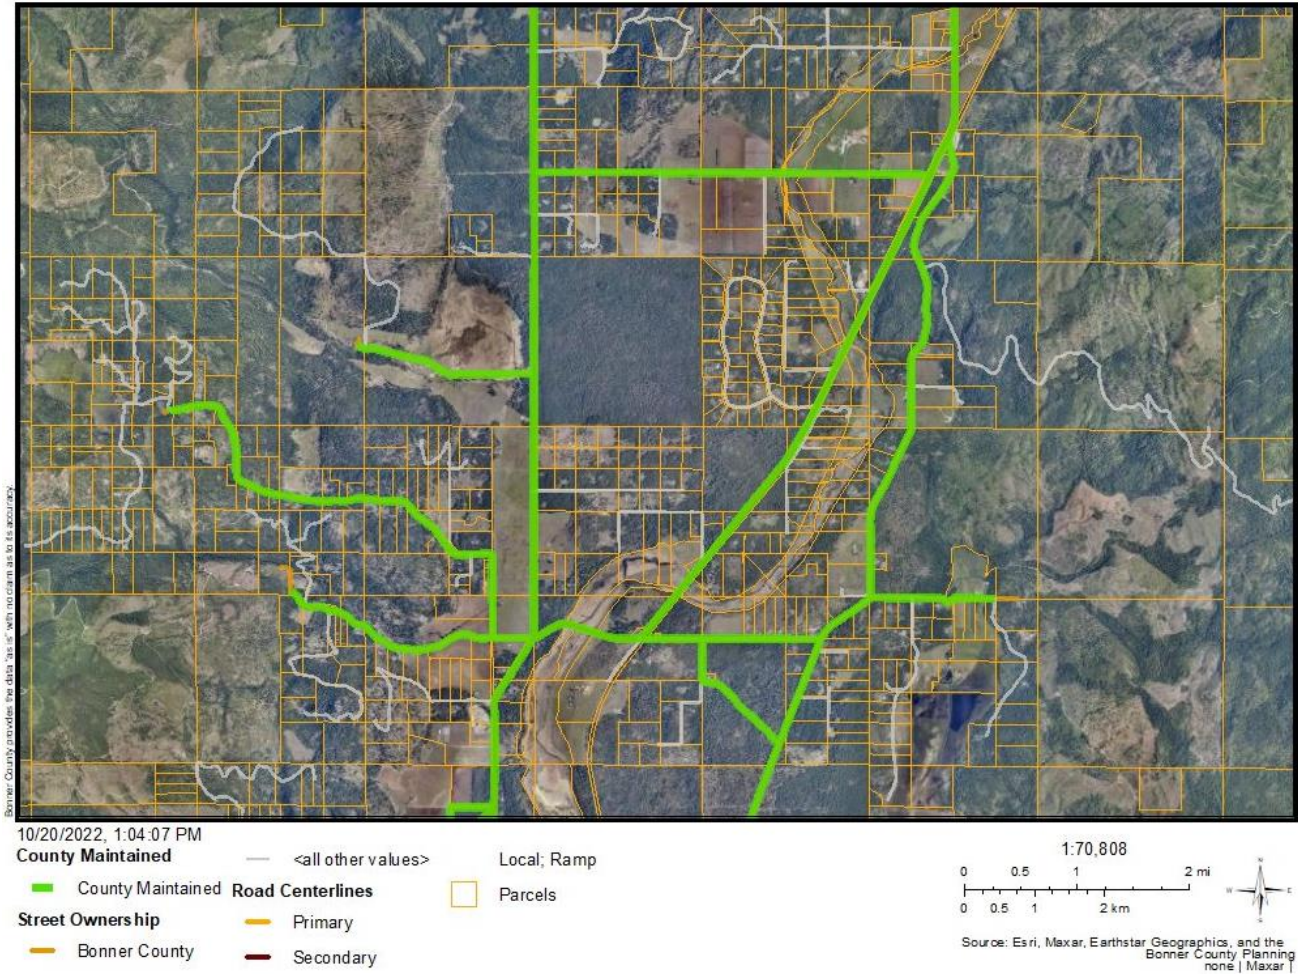 Bonner County provides the data "as is" with no claim as to its accuracy.
10/20/2022, 1:04:07 PM
County Maintained
County Maintained
Street Ownership
Bonner County
<all other values>
Road Centerlines
Primary
Secondary
Local; Ramp
Parcels
1:70,808
0 0.5 1 2 mi
0 0.5 1 2 km
N
W E
S
Source: Esri, Maxar, Earthstar Geographics, and the
Bonner County Planning
none | Maxar |